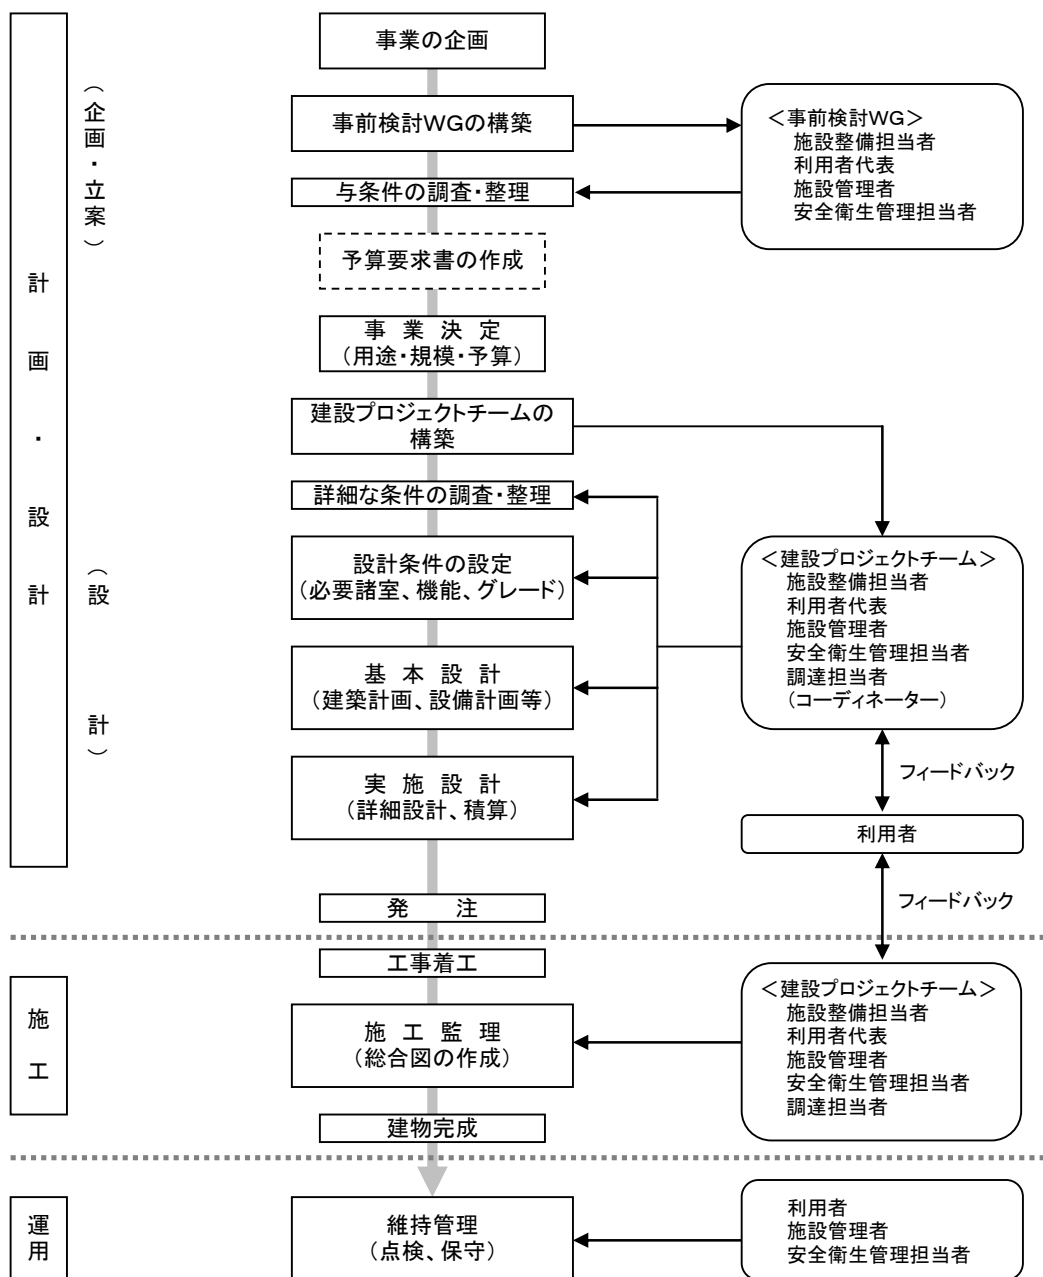 事業の企画
事前検討WGの構築
＜事前検討WG＞
施設整備担当者
利用者代表
施設管理者
安全衛生管理担当者
与条件の調査・整理
予算要求書の作成
事業決定
（用途・規模・予算）
建設プロジェクトチームの
構築
詳細な条件の調査・整理
設計条件の設定
（必要諸室、機能、グレード）
基本設計
（建築計画、設備計画等）
実施設計
（詳細設計、積算）
発注
＜建設プロジェクトチーム＞
施設整備担当者
利用者代表
施設管理者
安全衛生管理担当者
調達担当者
（コーディネーター）
フィードバック
利用者
フィードバック
計画・設計
（企画・立案）
（設計）
工事着工
施工監理
（総合図の作成）
建物完成
＜建設プロジェクトチーム＞
施設整備担当者
利用者代表
施設管理者
安全衛生管理担当者
調達担当者
施工
維持管理
（点検、保守）
利用者
施設管理者
安全衛生管理担当者
運用